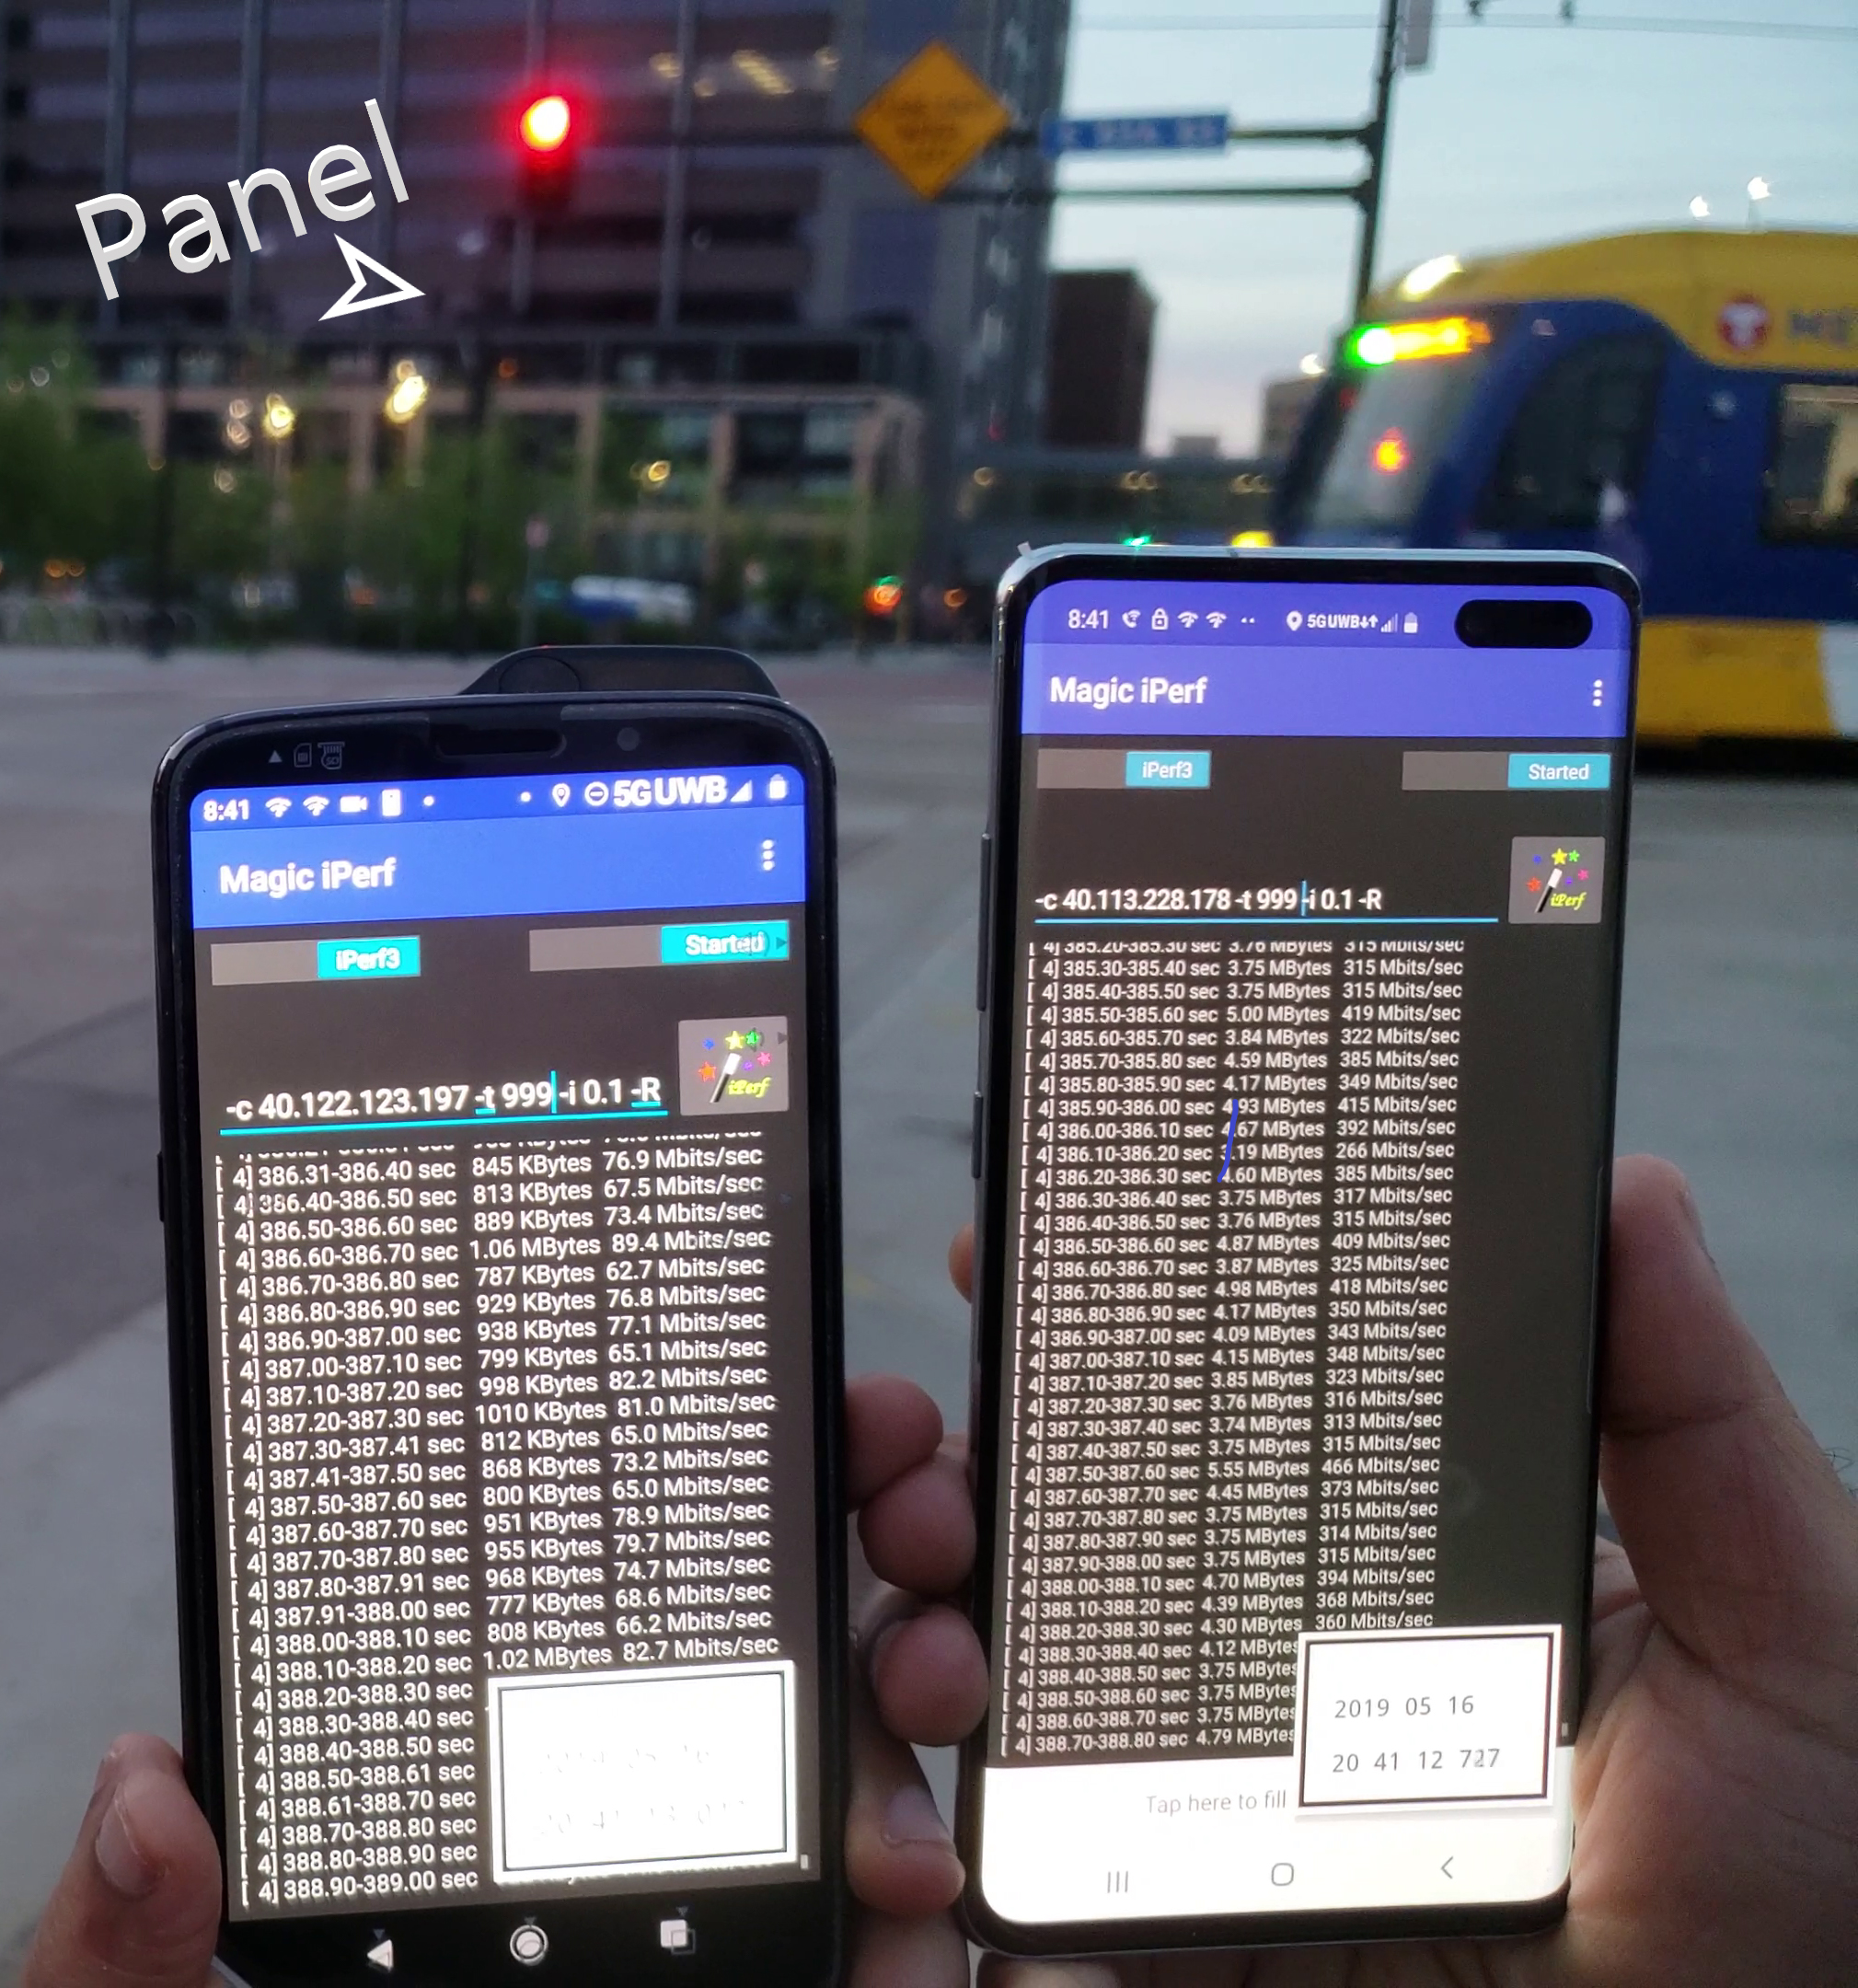 Panel
8:41
5G UWB
Magic iPerf
iPerf3
Started
iPerf
-c 40.122.123.197 -t 999 -i 0.1 -R
[ 4] 386.31-386.40 sec 845 KBytes 76.9 Mbits/sec
[ 4] 386.40-386.50 sec 813 KBytes 67.5 Mbits/sec
[ 4] 386.50-386.60 sec 889 KBytes 73.4 Mbits/sec
[ 4] 386.60-386.70 sec 1.06 MBytes 89.4 Mbits/sec
[ 4] 386.70-386.80 sec 787 KBytes 62.7 Mbits/sec
[ 4] 386.80-386.90 sec 929 KBytes 76.8 Mbits/sec
[ 4] 386.90-387.00 sec 938 KBytes 77.1 Mbits/sec
[ 4] 387.00-387.10 sec 799 KBytes 65.1 Mbits/sec
[ 4] 387.10-387.20 sec 998 KBytes 82.2 Mbits/sec
[ 4] 387.20-387.30 sec 1010 KBytes 81.0 Mbits/sec
[ 4] 387.30-387.41 sec 812 KBytes 65.0 Mbits/sec
[ 4] 387.41-387.50 sec 868 KBytes 73.2 Mbits/sec
[ 4] 387.50-387.60 sec 800 KBytes 65.0 Mbits/sec
[ 4] 387.60-387.70 sec 951 KBytes 78.9 Mbits/sec
[ 4] 387.70-387.80 sec 955 KBytes 79.7 Mbits/sec
[ 4] 387.80-387.91 sec 968 KBytes 74.7 Mbits/sec
[ 4] 387.91-388.00 sec 777 KBytes 68.6 Mbits/sec
[ 4] 388.00-388.10 sec 808 KBytes 66.2 Mbits/sec
[ 4] 388.10-388.20 sec 1.02 MBytes 82.7 Mbits/sec
[ 4] 388.20-388.30 sec
[ 4] 388.30-388.40 sec
[ 4] 388.40-388.50 sec
[ 4] 388.50-388.61 sec
[ 4] 388.61-388.70 sec
[ 4] 388.70-388.80 sec
[ 4] 388.80-388.90 sec
[ 4] 388.90-389.00 sec
8:41
5G UWB
Magic iPerf
iPerf3
Started
iPerf
-c 40.113.228.178 -t 999 -i 0.1 -R
[ 4] 385.20-385.30 sec 3.76 MBytes 315 Mbits/sec
[ 4] 385.30-385.40 sec 3.75 MBytes 315 Mbits/sec
[ 4] 385.40-385.50 sec 3.75 MBytes 315 Mbits/sec
[ 4] 385.50-385.60 sec 5.00 MBytes 419 Mbits/sec
[ 4] 385.60-385.70 sec 3.84 MBytes 322 Mbits/sec
[ 4] 385.70-385.80 sec 4.59 MBytes 385 Mbits/sec
[ 4] 385.80-385.90 sec 4.17 MBytes 349 Mbits/sec
[ 4] 385.90-386.00 sec 4.93 MBytes 415 Mbits/sec
[ 4] 386.00-386.10 sec 4.67 MBytes 392 Mbits/sec
[ 4] 386.10-386.20 sec 3.19 MBytes 266 Mbits/sec
[ 4] 386.20-386.30 sec 4.60 MBytes 385 Mbits/sec
[ 4] 386.30-386.40 sec 3.75 MBytes 317 Mbits/sec
[ 4] 386.40-386.50 sec 3.76 MBytes 315 Mbits/sec
[ 4] 386.50-386.60 sec 4.87 MBytes 409 Mbits/sec
[ 4] 386.60-386.70 sec 3.87 MBytes 325 Mbits/sec
[ 4] 386.70-386.80 sec 4.98 MBytes 418 Mbits/sec
[ 4] 386.80-386.90 sec 4.17 MBytes 350 Mbits/sec
[ 4] 386.90-387.00 sec 4.09 MBytes 343 Mbits/sec
[ 4] 387.00-387.10 sec 4.15 MBytes 348 Mbits/sec
[ 4] 387.10-387.20 sec 3.85 MBytes 323 Mbits/sec
[ 4] 387.20-387.30 sec 3.76 MBytes 316 Mbits/sec
[ 4] 387.30-387.40 sec 3.74 MBytes 313 Mbits/sec
[ 4] 387.40-387.50 sec 3.75 MBytes 315 Mbits/sec
[ 4] 387.50-387.60 sec 5.55 MBytes 466 Mbits/sec
[ 4] 387.60-387.70 sec 4.45 MBytes 373 Mbits/sec
[ 4] 387.70-387.80 sec 3.75 MBytes 315 Mbits/sec
[ 4] 387.80-387.90 sec 3.75 MBytes 314 Mbits/sec
[ 4] 387.90-388.00 sec 3.75 MBytes 315 Mbits/sec
[ 4] 388.00-388.10 sec 4.70 MBytes 394 Mbits/sec
[ 4] 388.10-388.20 sec 4.39 MBytes 368 Mbits/sec
[ 4] 388.20-388.30 sec 4.30 MBytes 360 Mbits/sec
[ 4] 388.30-388.40 sec 4.12 MBytes
[ 4] 388.40-388.50 sec 3.75 MBytes
[ 4] 388.50-388.60 sec 3.75 MBytes
[ 4] 388.60-388.70 sec 3.75 MBytes
[ 4] 388.70-388.80 sec 4.79 MBytes
2019 05 16
20 41 12
Tap here to fill